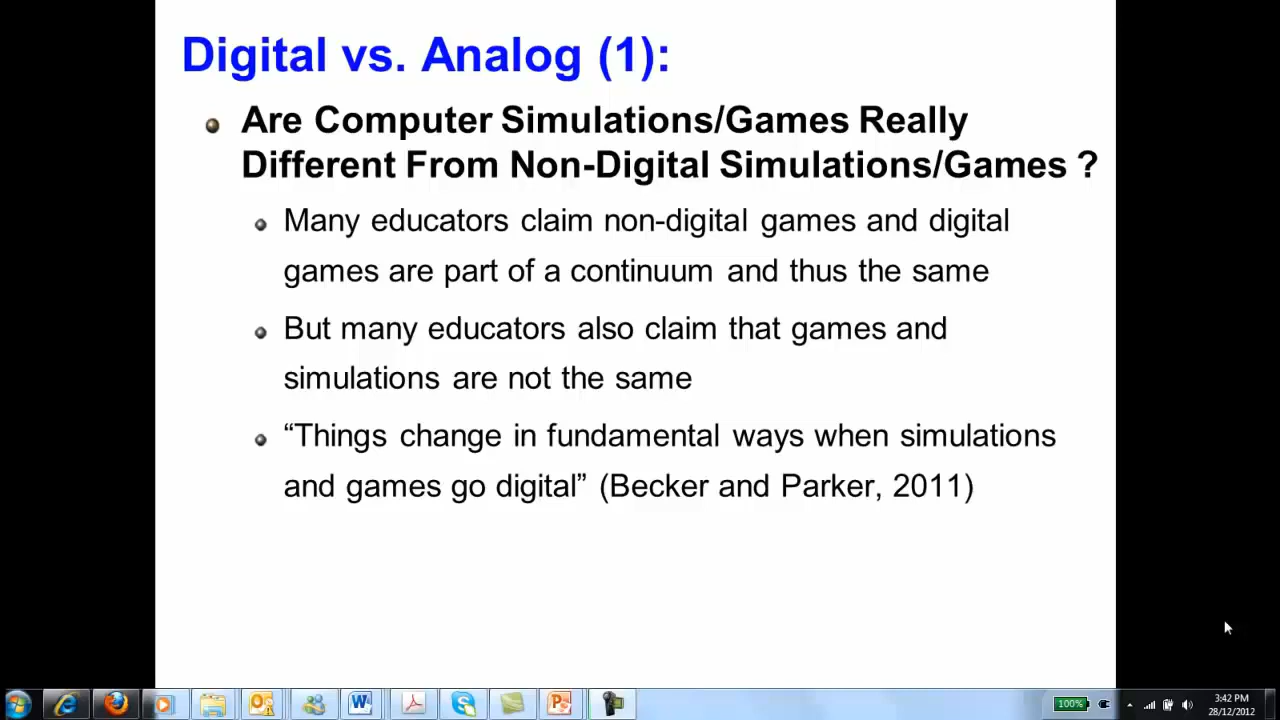 Digital vs. Analog (1):
Are Computer Simulations/Games Really
Different From Non-Digital Simulations/Games ?
Many educators claim non-digital games and digital
games are part of a continuum and thus the same
But many educators also claim that games and
simulations are not the same
“Things change in fundamental ways when simulations
and games go digital” (Becker and Parker, 2011)
100%
3:42 PM
28/12/2012